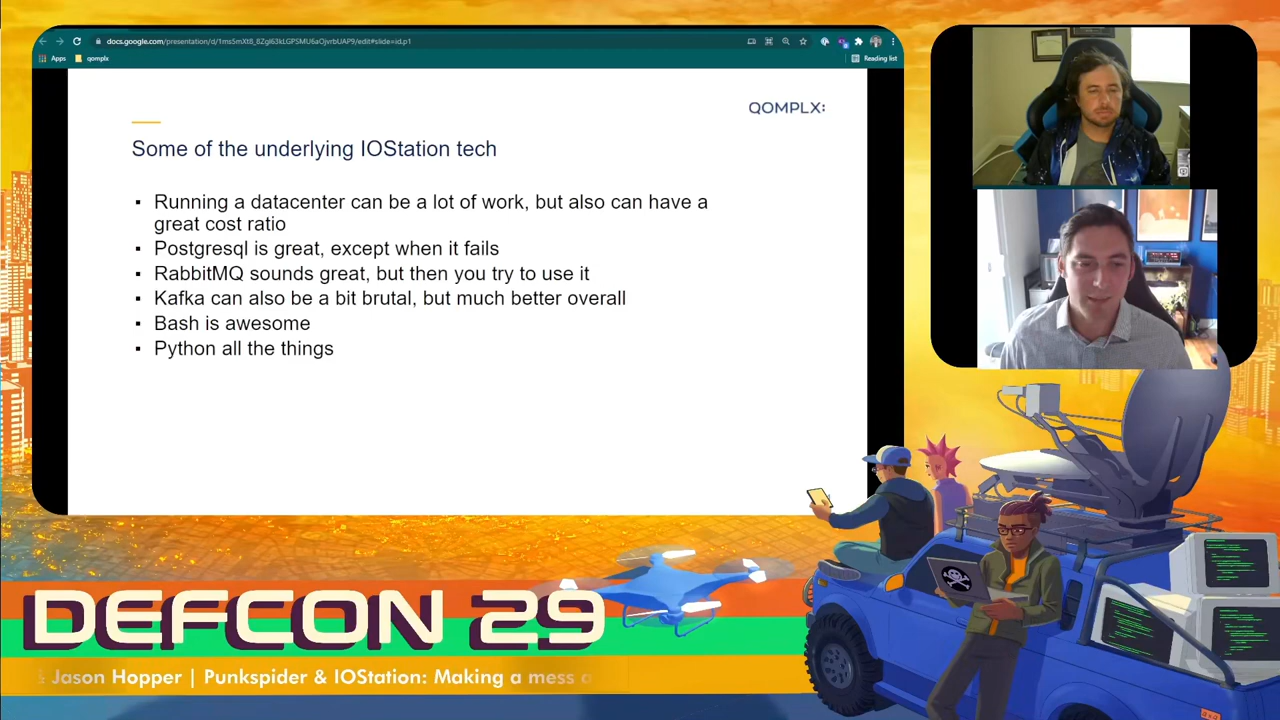 docs.google.com/presentation/d/1ms5mXt8_8Zgl63kLGPSMU6aOjvrbUAP9/edit#slide=id.p1
Apps
qomplx
Reading list
QOMPLX:
Some of the underlying IOStation tech
▪ Running a datacenter can be a lot of work, but also can have a
great cost ratio
▪ Postgresql is great, except when it fails
▪ RabbitMQ sounds great, but then you try to use it
▪ Kafka can also be a bit brutal, but much better overall
▪ Bash is awesome
▪ Python all the things
DEFCON 29
& Jason Hopper | Punkspider & IOStation: Making a mess a